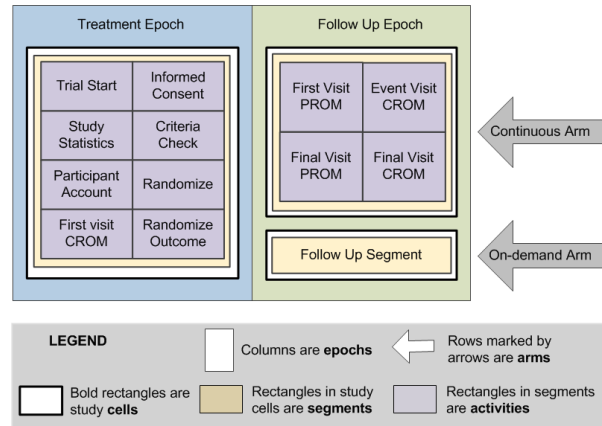 Treatment Epoch
Follow Up Epoch
Trial Start
Informed
Consent
Study
Statistics
Criteria
Check
Participant
Account
Randomize
First visit
CROM
Randomize
Outcome
First Visit
PROM
Event Visit
CROM
Final Visit
PROM
Final Visit
CROM
Continuous Arm
Follow Up Segment
On-demand Arm
LEGEND
Columns are epochs
Rows marked by
arrows are arms
Bold rectangles are
study cells
Rectangles in study
cells are segments
Rectangles in segments
are activities